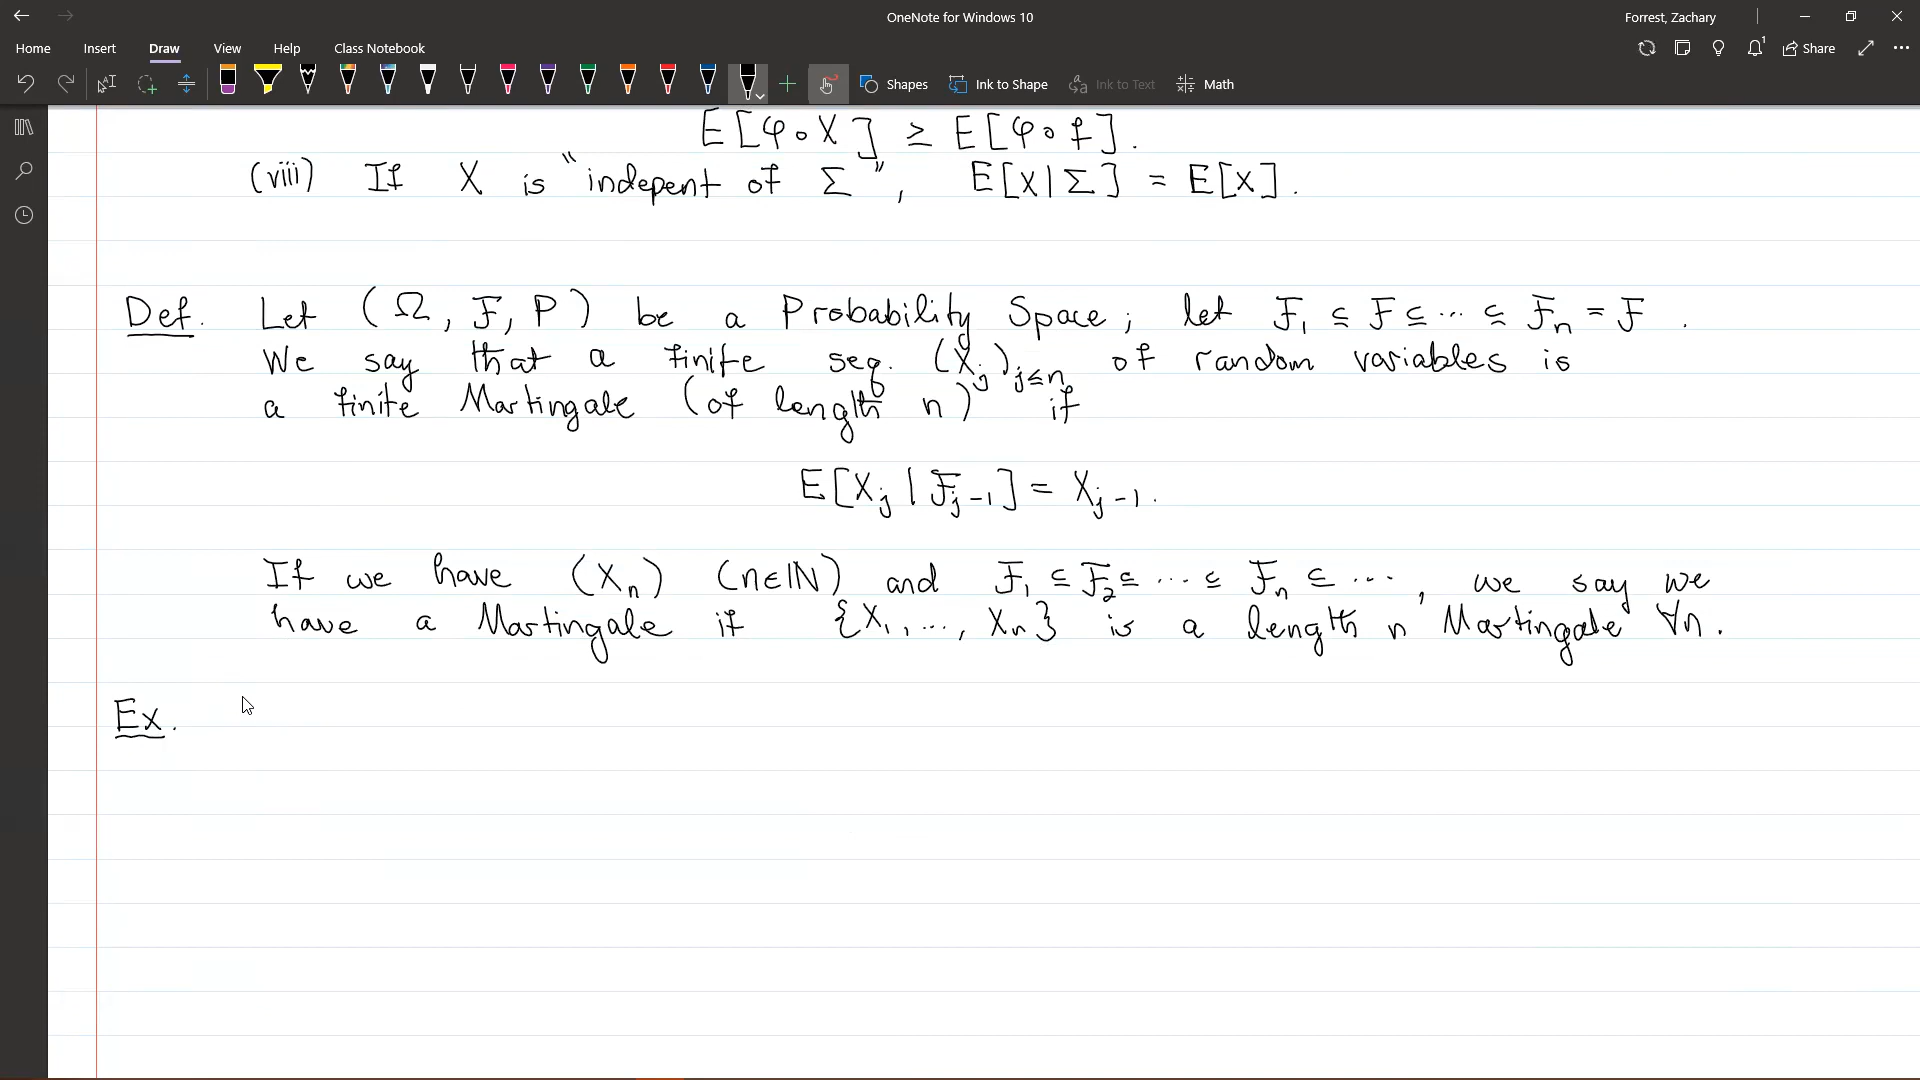 OneNote for Windows 10
Forrest, Zachary
Home Insert Draw View Help Class Notebook
Share
Shapes Ink to Shape Ink to Text Math
E[φ∘X] ≥ E[φ∘f].
(viii) If X is "indepent of Σ", E[X|Σ] = E[X].
Def. Let (Ω, F, P) be a Probability Space; let F₁ ⊆ F ⊆ ... ⊆ Fₙ = F.
We say that a finite seq. (Xⱼ)ⱼ≤ₙ of random variables is
a finite Martingale (of length n) if
E[Xⱼ | Fⱼ₋₁] = Xⱼ₋₁.
If we have (Xₙ) (n∈ℕ) and F₁ ⊆ F₂ ⊆ ... ⊆ Fₙ ⊆ ..., we say we
have a Martingale if {X₁, ..., Xₙ} is a length n Martingale ∀n.
Ex.